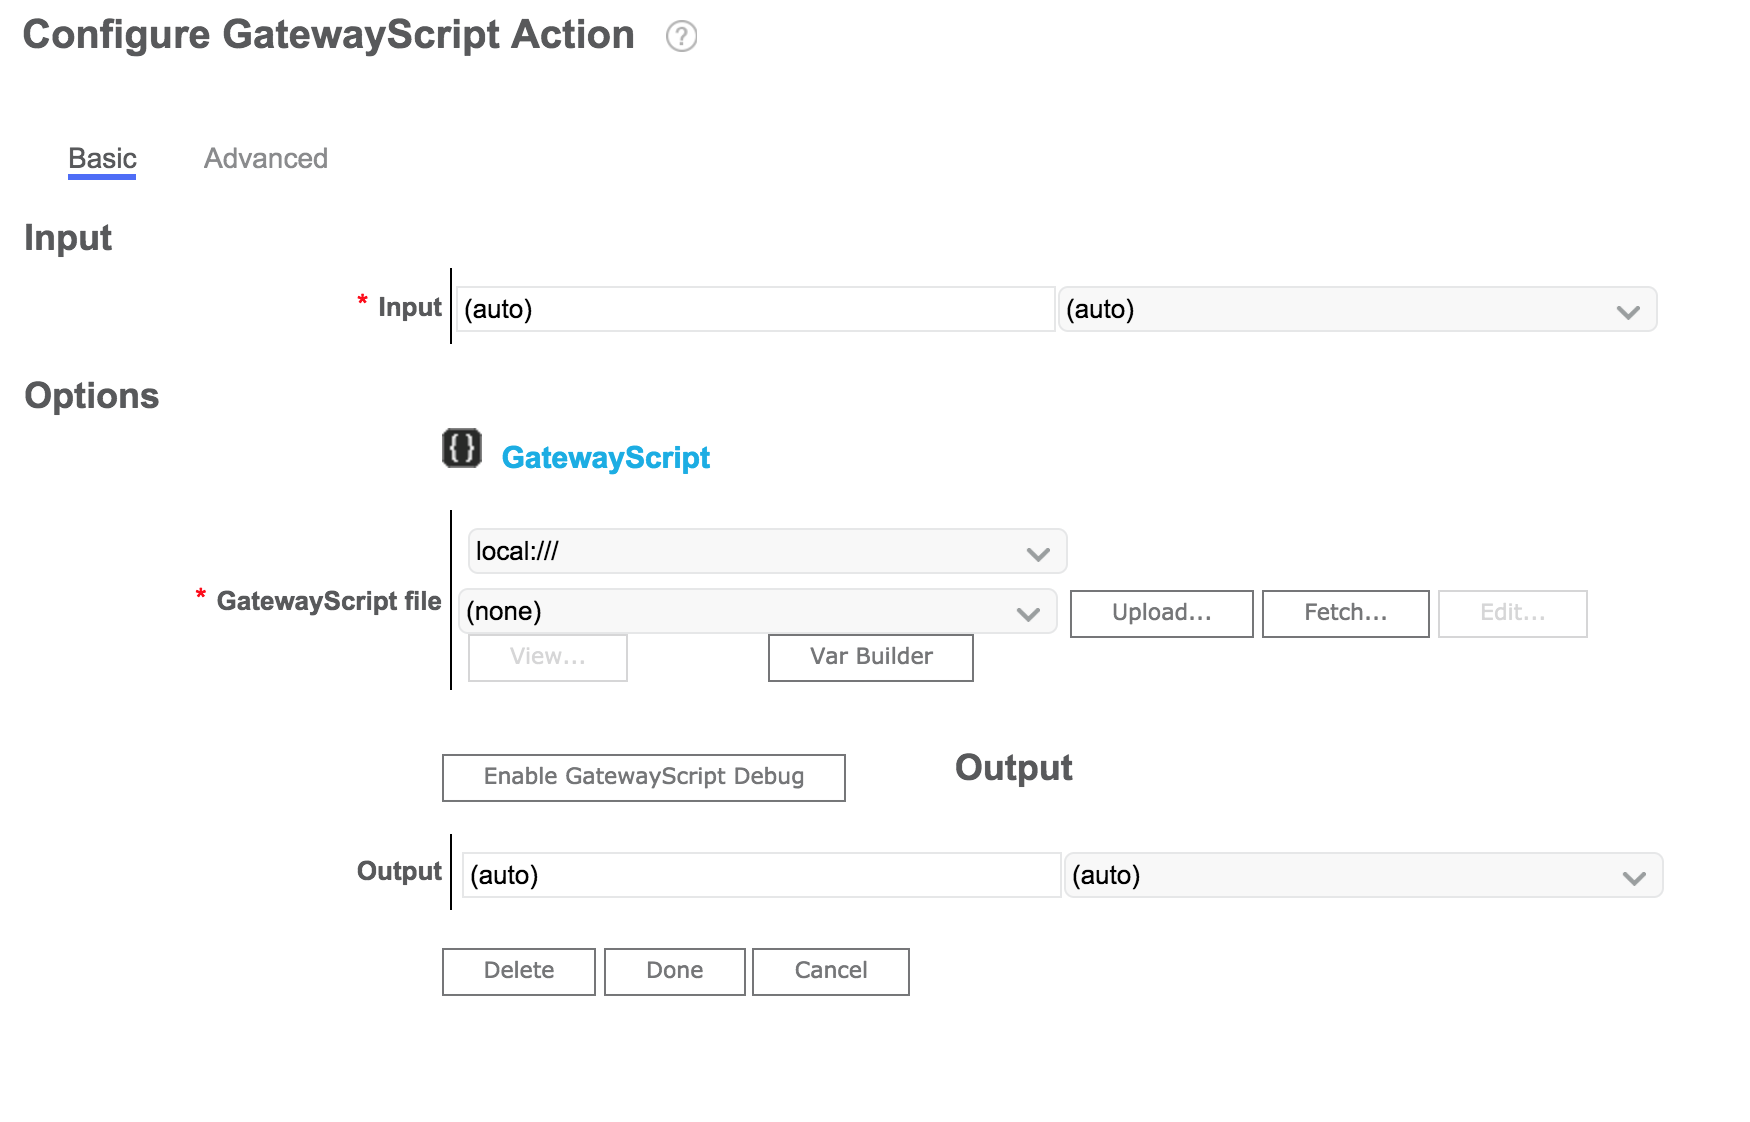 Configure GatewayScript Action ?
Basic Advanced
Input
* Input (auto) (auto)
Options
{} GatewayScript
local:///
* GatewayScript file (none) Upload... Fetch... Edit...
View... Var Builder
Enable GatewayScript Debug Output
Output (auto) (auto)
Delete Done Cancel